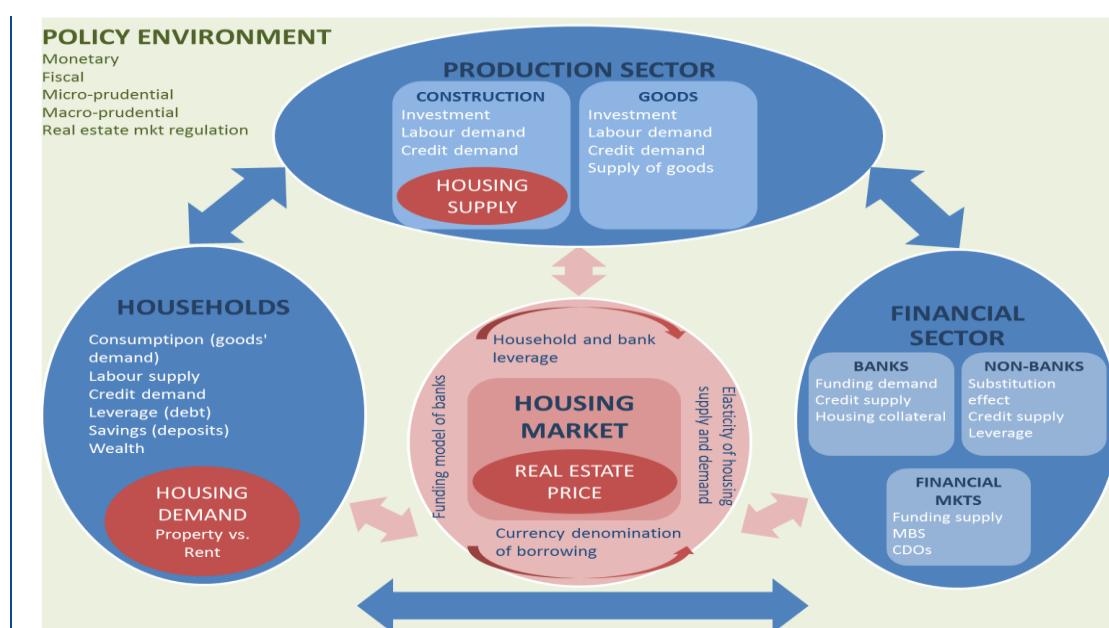 POLICY ENVIRONMENT
Monetary
Fiscal
Micro-prudential
Macro-prudential
Real estate mkt regulation
PRODUCTION SECTOR
CONSTRUCTION
Investment
Labour demand
Credit demand
HOUSING
SUPPLY
GOODS
Investment
Labour demand
Credit demand
Supply of goods
HOUSEHOLDS
Consumptipon (goods'
demand)
Labour supply
Credit demand
Leverage (debt)
Savings (deposits)
Wealth
HOUSING
DEMAND
Property vs.
Rent
Household and bank
leverage
Funding model of banks
HOUSING
MARKET
REAL ESTATE
PRICE
Elasticity of housing
supply and demand
Currency denomination
of borrowing
FINANCIAL
SECTOR
BANKS
Funding demand
Credit supply
Housing collateral
NON-BANKS
Substitution
effect
Credit supply
Leverage
FINANCIAL
MKTS
Funding supply
MBS
CDOs